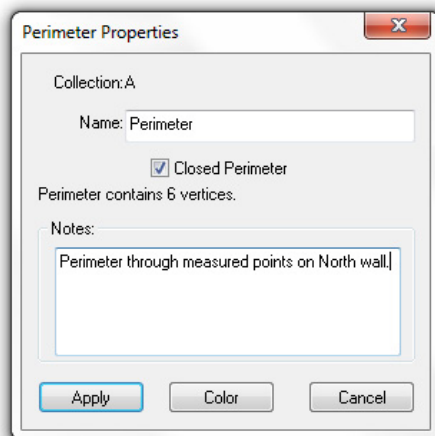 Perimeter Properties
Collection:A
Name: Perimeter
Closed Perimeter
Perimeter contains 6 vertices.
Notes:
Perimeter through measured points on North wall.
Apply Color Cancel